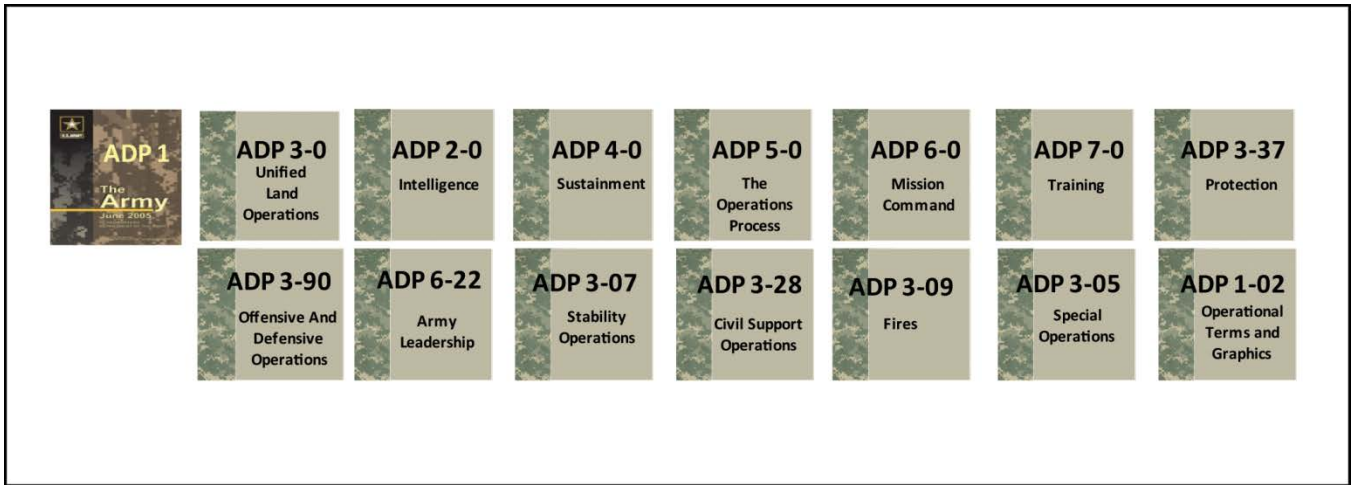 ADP 1
The
Army
June 2005
ADP 3-0
Unified
Land
Operations
ADP 2-0
Intelligence
ADP 4-0
Sustainment
ADP 5-0
The
Operations
Process
ADP 6-0
Mission
Command
ADP 7-0
Training
ADP 3-37
Protection
ADP 3-90
Offensive And
Defensive
Operations
ADP 6-22
Army
Leadership
ADP 3-07
Stability
Operations
ADP 3-28
Civil Support
Operations
ADP 3-09
Fires
ADP 3-05
Special
Operations
ADP 1-02
Operational
Terms and
Graphics